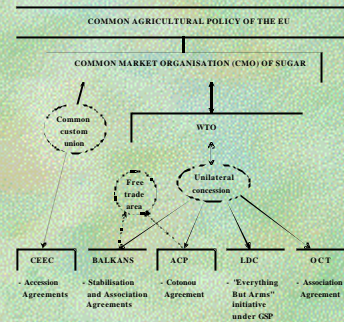 COMMON AGRICULTURAL POLICY OF THE EU
COMMON MARKET ORGANISATION (CMO) OF SUGAR
Common
custom
union
WTO
Free
trade
area
Unilateral
concession
CEEC
BALKANS
ACP
LDC
OCT
- Accession
Agreements
- Stabilisation
and Association
Agreements
- Cotonou
Agreement
- "Everything
But Arms"
initiative
under GSP
- Association
Agreement